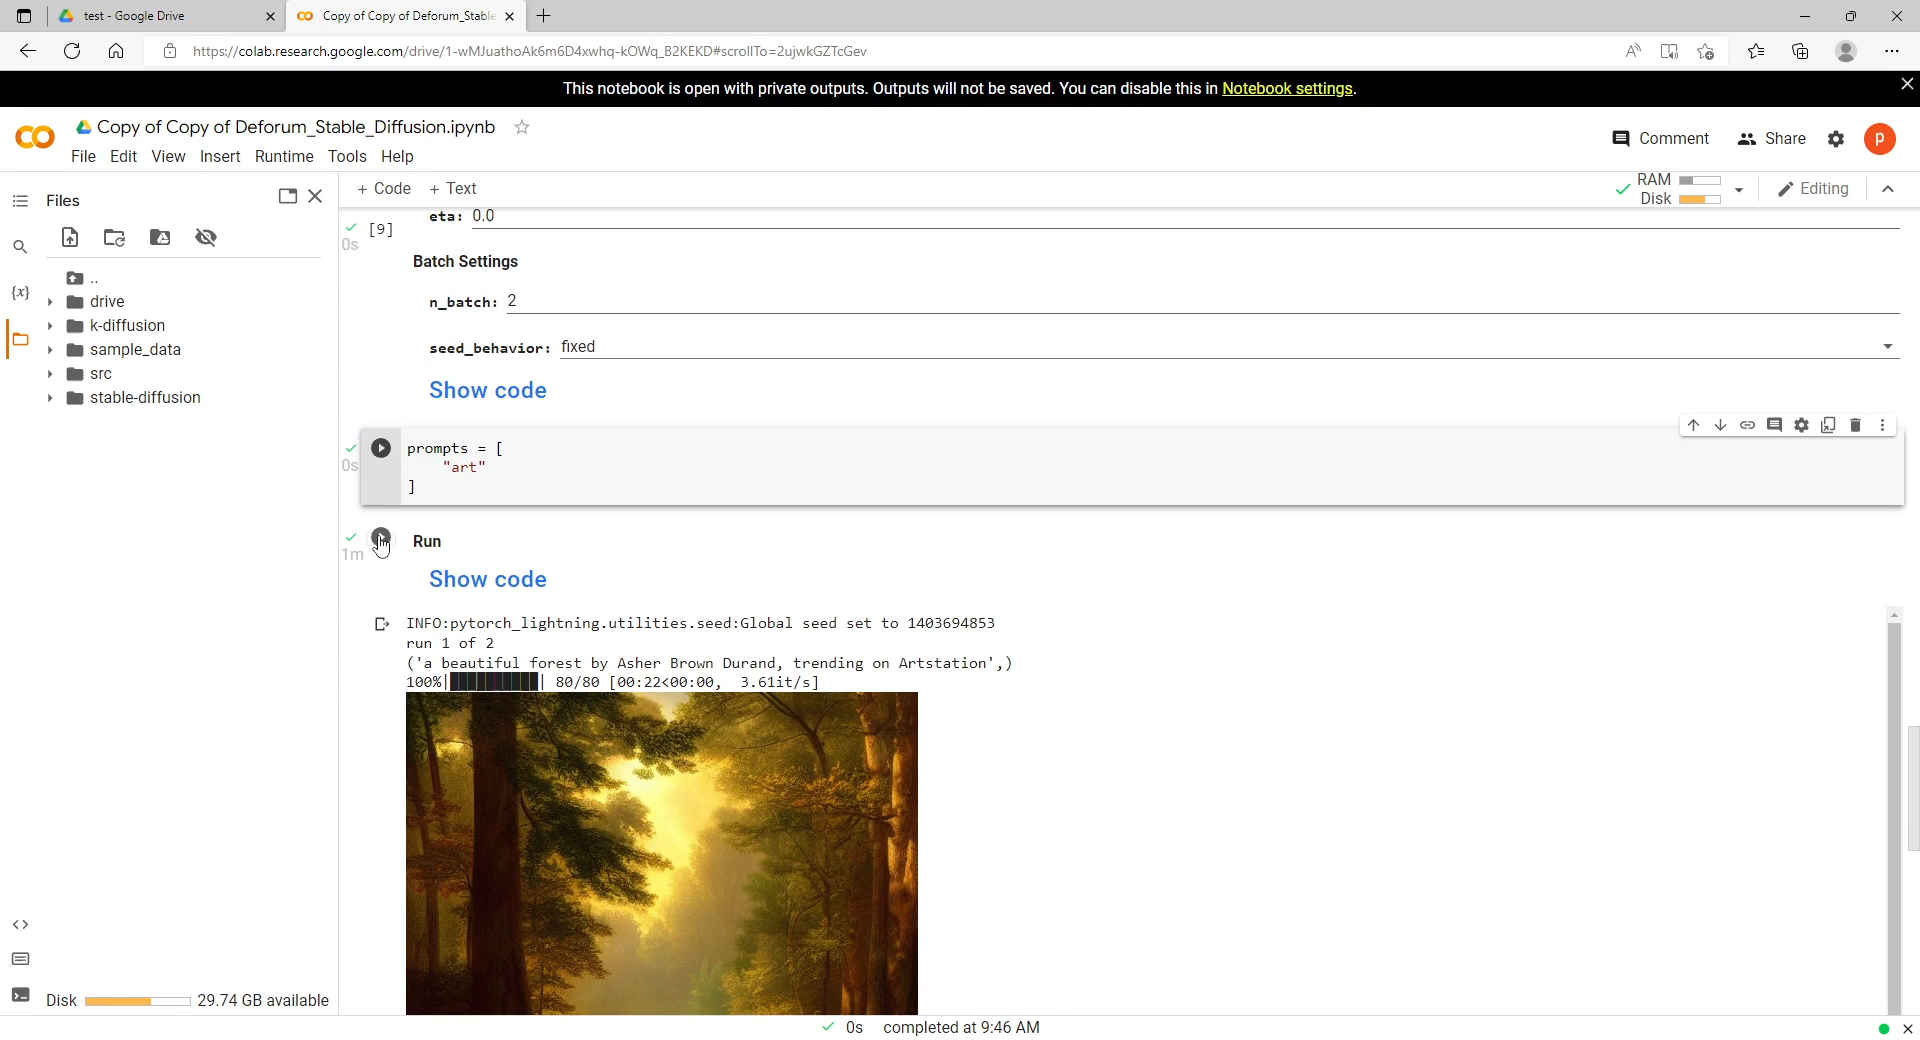 test - Google Drive
Copy of Copy of Deforum_Stable
https://colab.research.google.com/drive/1-wMJuathoAk6m6D4xwhq-kOWq_B2KEKD#scrollTo=2ujwkGZTcGev
This notebook is open with private outputs. Outputs will not be saved. You can disable this in Notebook settings.
Copy of Copy of Deforum_Stable_Diffusion.ipynb
File Edit View Insert Runtime Tools Help
Comment Share p
Files
+ Code + Text
RAM
Disk
Editing
..
drive
k-diffusion
sample_data
src
stable-diffusion
{x}
<>
Disk 29.74 GB available
[9]
0s
eta: 0.0
Batch Settings
n_batch: 2
seed_behavior: fixed
Show code
0s
prompts = [
"art"
]
1m
Run
Show code
INFO:pytorch_lightning.utilities.seed:Global seed set to 1403694853
run 1 of 2
('a beautiful forest by Asher Brown Durand, trending on Artstation',)
100%|██████████| 80/80 [00:22<00:00, 3.61it/s]
0s completed at 9:46 AM